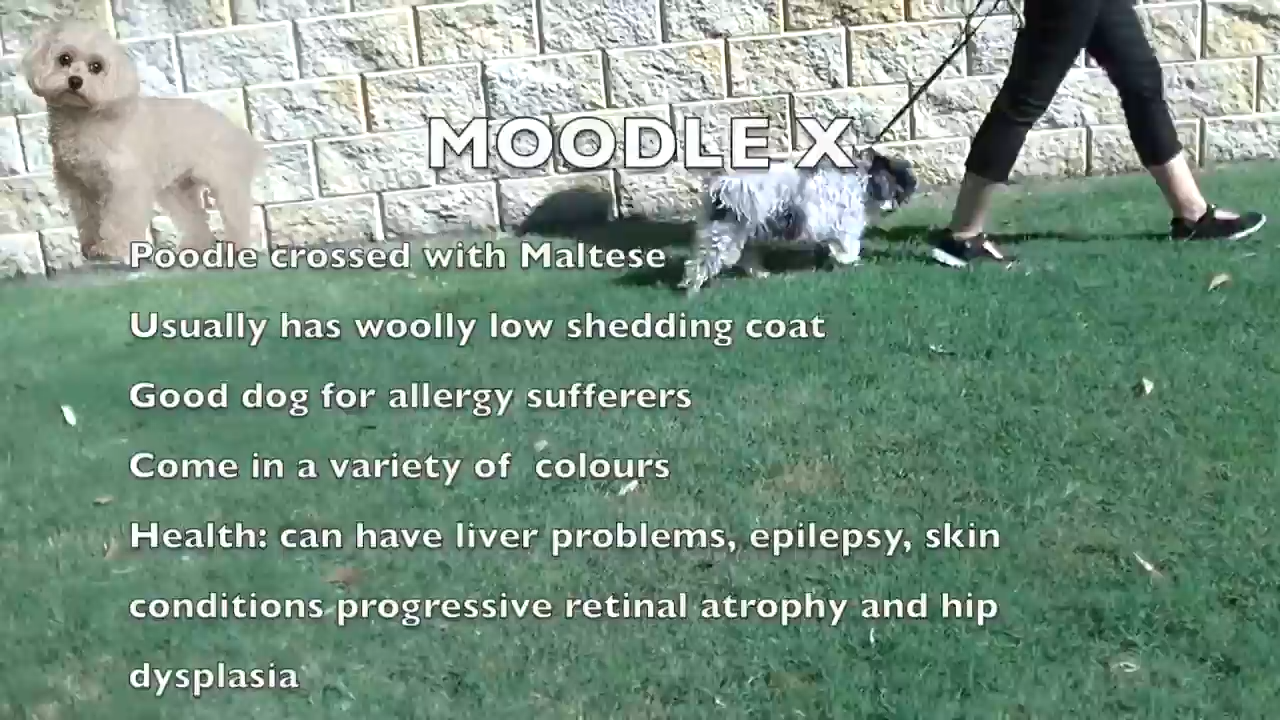 MOODLE X
Poodle crossed with Maltese
Usually has woolly low shedding coat
Good dog for allergy sufferers
Come in a variety of  colours
Health: can have liver problems, epilepsy, skin
conditions progressive retinal atrophy and hip
dysplasia